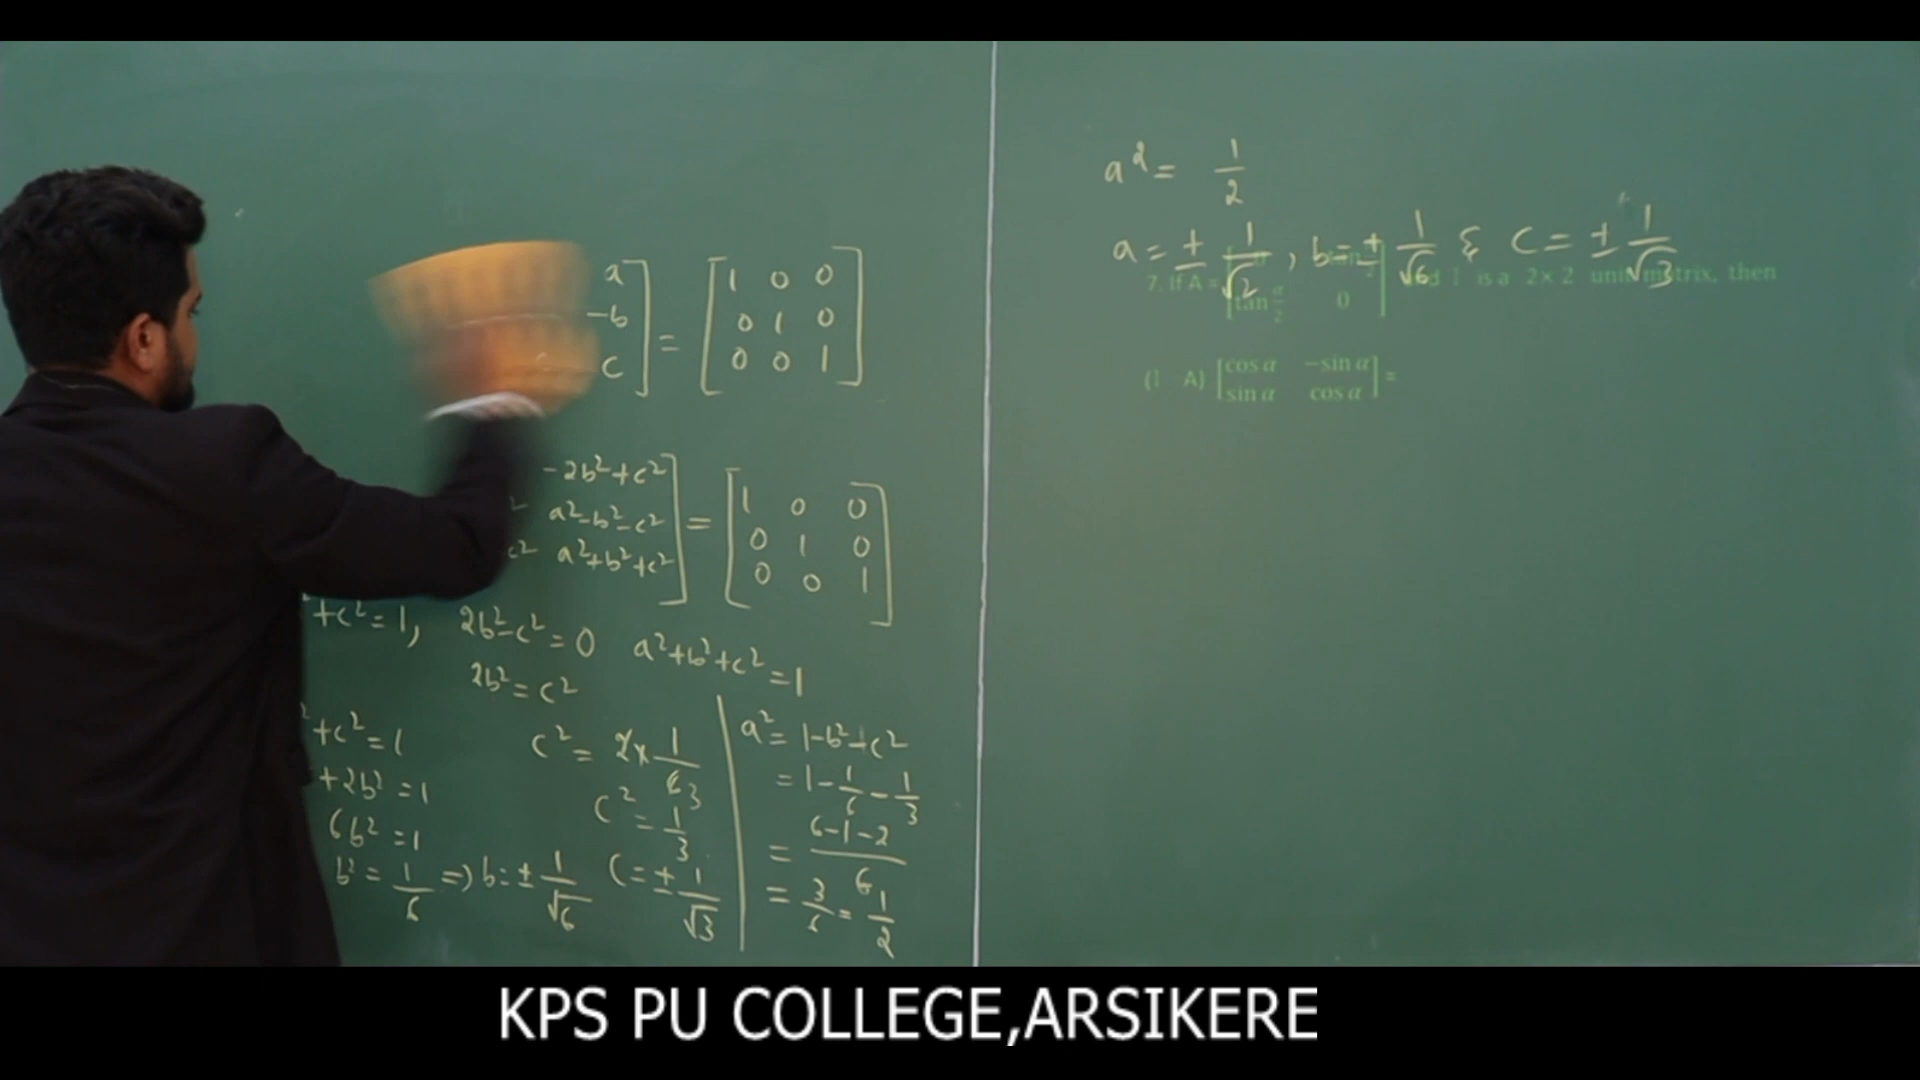 a] = [1 0 0
-b] 0 1 0
c] 0 0 1]
-2b²+c²] = [1 0 0
a²-b²-c² 0 1 0
c² a²+b²+c²] 0 0 1]
+c²=1, 2b²-c²=0 a²+b²+c²=1
2b²=c²
+c²=1
+2b²=1
6b²=1
b²=1/6 => b=±1/√6
c²= 2×1/6 3
c²=1/3
c=±1/√3
a²=1-b²-c²
=1-1/6-1/3
=6-1-2/6
=3/6=1/2
a²= 1/2
a=± 1/√2, b=± 1/√6 & c=± 1/√3
7. If A = tan α/2 0 I is a 2×2 unit matrix, then
(I A) [cos α -sin α
sin α cos α] =
KPS PU COLLEGE,ARSIKERE